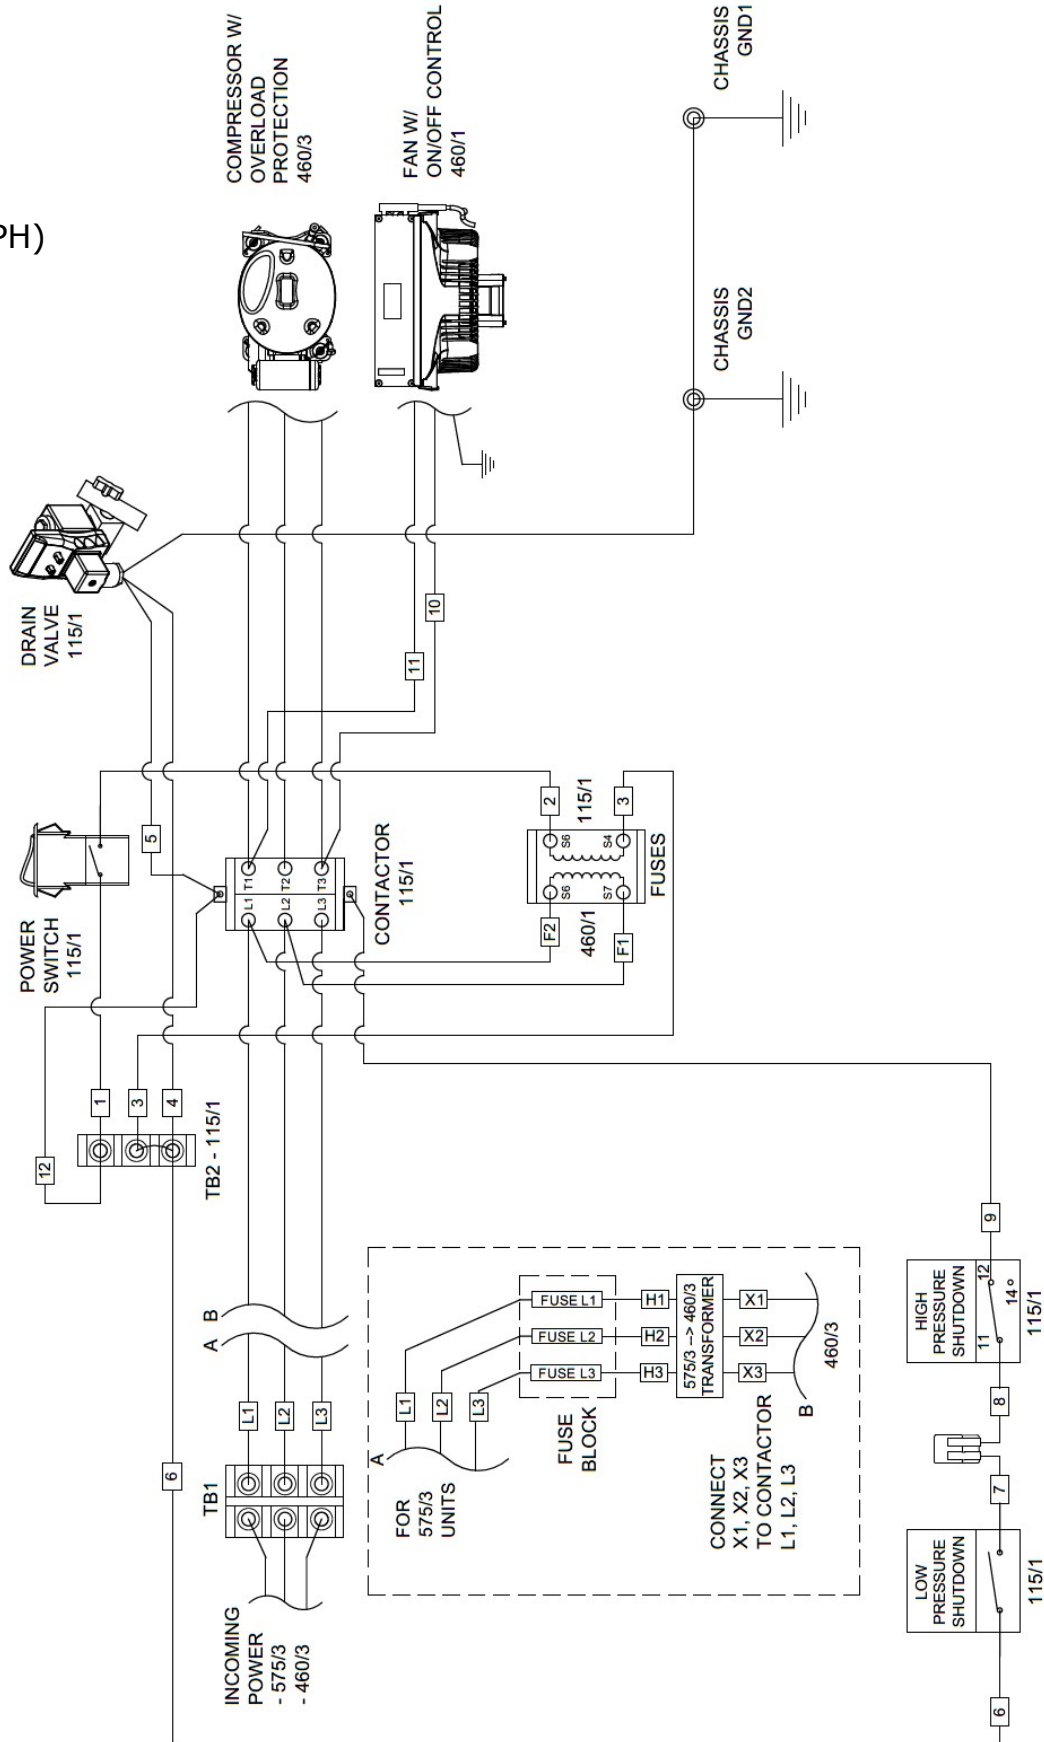 PH)
COMPRESSOR W/
OVERLOAD
PROTECTION
460/3
FAN W/
ON/OFF CONTROL
460/1
CHASSIS
GND1
CHASSIS
GND2
DRAIN
VALVE
115/1
10
11
POWER
SWITCH
115/1
5
2
115/1
3
T1
T2
T3
L1
L2
L3
CONTACTOR
115/1
S6
S4
S6
S7
FUSES
460/1
F2
F1
1
3
4
12
TB2 - 115/1
9
A
B
L1
L2
L3
6
TB1
INCOMING
POWER
- 575/3
- 460/3
A
L1
L2
L3
FOR
575/3
UNITS
FUSE L1
FUSE L2
FUSE L3
FUSE
BLOCK
H1
H2
H3
575/3 --> 460/3
TRANSFORMER
X1
X2
X3
460/3
B
CONNECT
X1, X2, X3
TO CONTACTOR
L1, L2, L3
HIGH
PRESSURE
SHUTDOWN
11
12
14
115/1
8
7
LOW
PRESSURE
SHUTDOWN
115/1
6